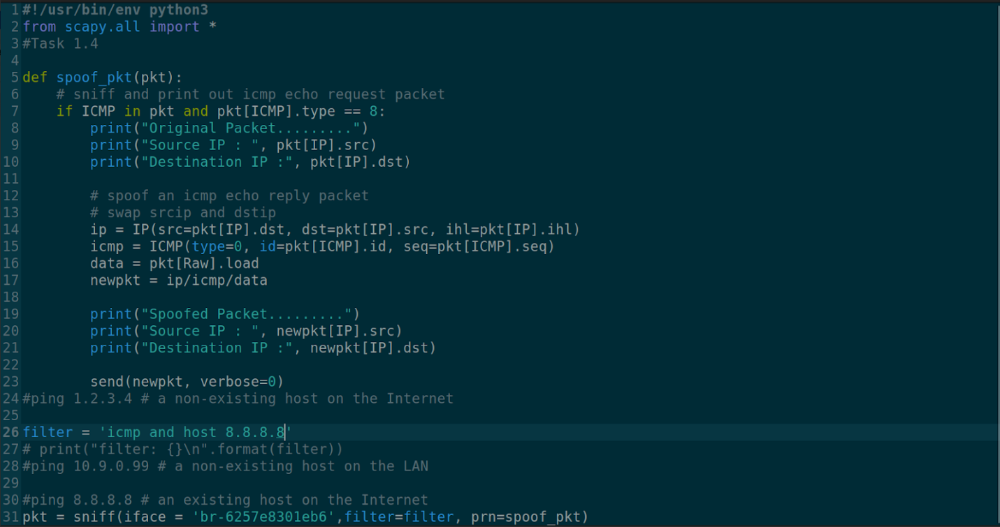 1 #!/usr/bin/env python3
2 from scapy.all import *
3 #Task 1.4
4
5 def spoof_pkt(pkt):
6     # sniff and print out icmp echo request packet
7     if ICMP in pkt and pkt[ICMP].type == 8:
8         print("Original Packet.........")
9         print("Source IP : ", pkt[IP].src)
10         print("Destination IP :", pkt[IP].dst)
11
12         # spoof an icmp echo reply packet
13         # swap srcip and dstip
14         ip = IP(src=pkt[IP].dst, dst=pkt[IP].src, ihl=pkt[IP].ihl)
15         icmp = ICMP(type=0, id=pkt[ICMP].id, seq=pkt[ICMP].seq)
16         data = pkt[Raw].load
17         newpkt = ip/icmp/data
18
19         print("Spoofed Packet.........")
20         print("Source IP : ", newpkt[IP].src)
21         print("Destination IP :", newpkt[IP].dst)
22
23         send(newpkt, verbose=0)
24 #ping 1.2.3.4 # a non-existing host on the Internet
25
26 filter = 'icmp and host 8.8.8.8'
27 # print("filter: {}\n".format(filter))
28 #ping 10.9.0.99 # a non-existing host on the LAN
29
30 #ping 8.8.8.8 # an existing host on the Internet
31 pkt = sniff(iface = 'br-6257e8301eb6',filter=filter, prn=spoof_pkt)